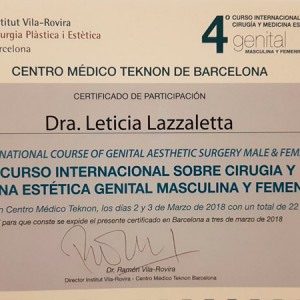 nstitut Vila-Rovira
urgia Plàstica i Estètica
Barcelona
4º CURSO INTERNACIONAL
CIRUGÍA Y MEDICINA ES
genital
MASCULINA Y FEMENI
CENTRO MÉDICO TEKNON DE BARCELONA
CERTIFICADO DE PARTICIPACIÓN
Dra. Leticia Lazzaletta
NATIONAL COURSE OF GENITAL AESTHETIC SURGERY MALE & FEM
CURSO INTERNACIONAL SOBRE CIRUGIA Y
NA ESTÉTICA GENITAL MASCULINA Y FEMEN
n Centro Médico Teknon, los días 2 y 3 de Marzo de 2018 con un total de 22
para que conste se expide el presente certificado en Barcelona a tres de marzo de 2018
Dr. Ramón Vila-Rovira
Director Institut Vila-Rovira - Centro Médico Teknon Barcelona